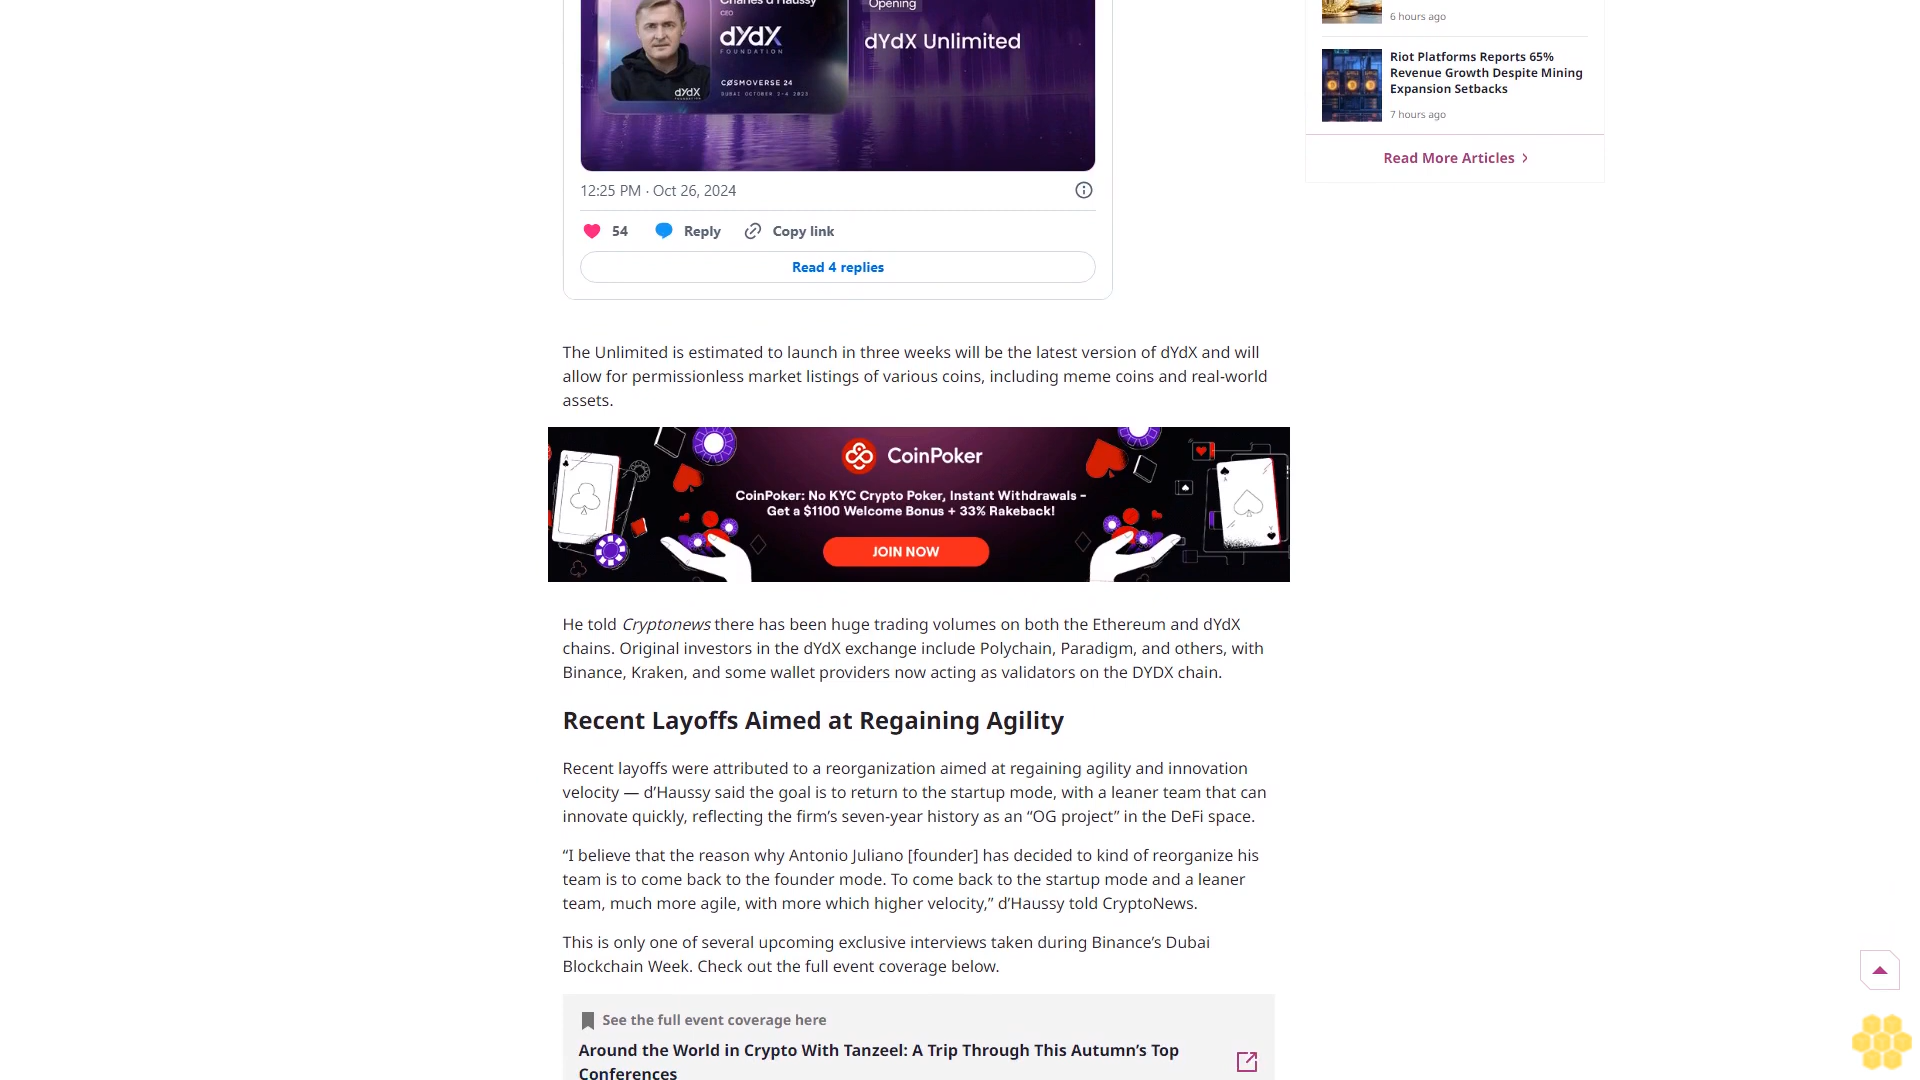 Charles d'Haussy
CEO
dYdX
FOUNDATION
COSMOVERSE 24
DUBAI OCTOBER 2-4 2023
Opening
dYdX Unlimited
dYdX
12:25 PM · Oct 26, 2024
54
Reply
Copy link
Read 4 replies
The Unlimited is estimated to launch in three weeks will be the latest version of dYdX and will
allow for permissionless market listings of various coins, including meme coins and real-world
assets.
CoinPoker
CoinPoker: No KYC Crypto Poker, Instant Withdrawals –
Get a $1100 Welcome Bonus + 33% Rakeback!
JOIN NOW
He told Cryptonews there has been huge trading volumes on both the Ethereum and dYdX
chains. Original investors in the dYdX exchange include Polychain, Paradigm, and others, with
Binance, Kraken, and some wallet providers now acting as validators on the DYDX chain.
Recent Layoffs Aimed at Regaining Agility
Recent layoffs were attributed to a reorganization aimed at regaining agility and innovation
velocity — d’Haussy said the goal is to return to the startup mode, with a leaner team that can
innovate quickly, reflecting the firm’s seven-year history as an “OG project” in the DeFi space.
“I believe that the reason why Antonio Juliano [founder] has decided to kind of reorganize his
team is to come back to the founder mode. To come back to the startup mode and a leaner
team, much more agile, with more which higher velocity,” d’Haussy told CryptoNews.
This is only one of several upcoming exclusive interviews taken during Binance’s Dubai
Blockchain Week. Check out the full event coverage below.
See the full event coverage here
Around the World in Crypto With Tanzeel: A Trip Through This Autumn’s Top
Conferences
6 hours ago
Riot Platforms Reports 65%
Revenue Growth Despite Mining
Expansion Setbacks
7 hours ago
Read More Articles